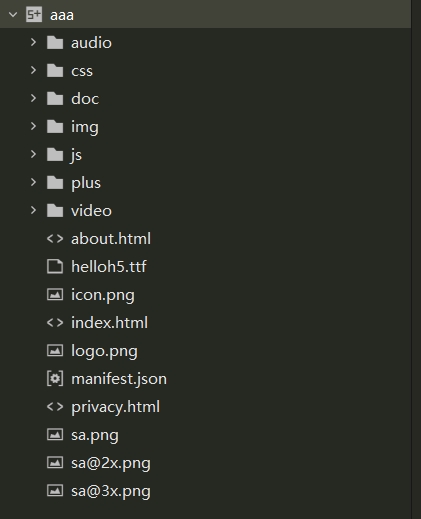 5+ aaa
audio
css
doc
img
js
plus
video
about.html
helloh5.ttf
icon.png
index.html
logo.png
manifest.json
privacy.html
sa.png
sa@2x.png
sa@3x.png